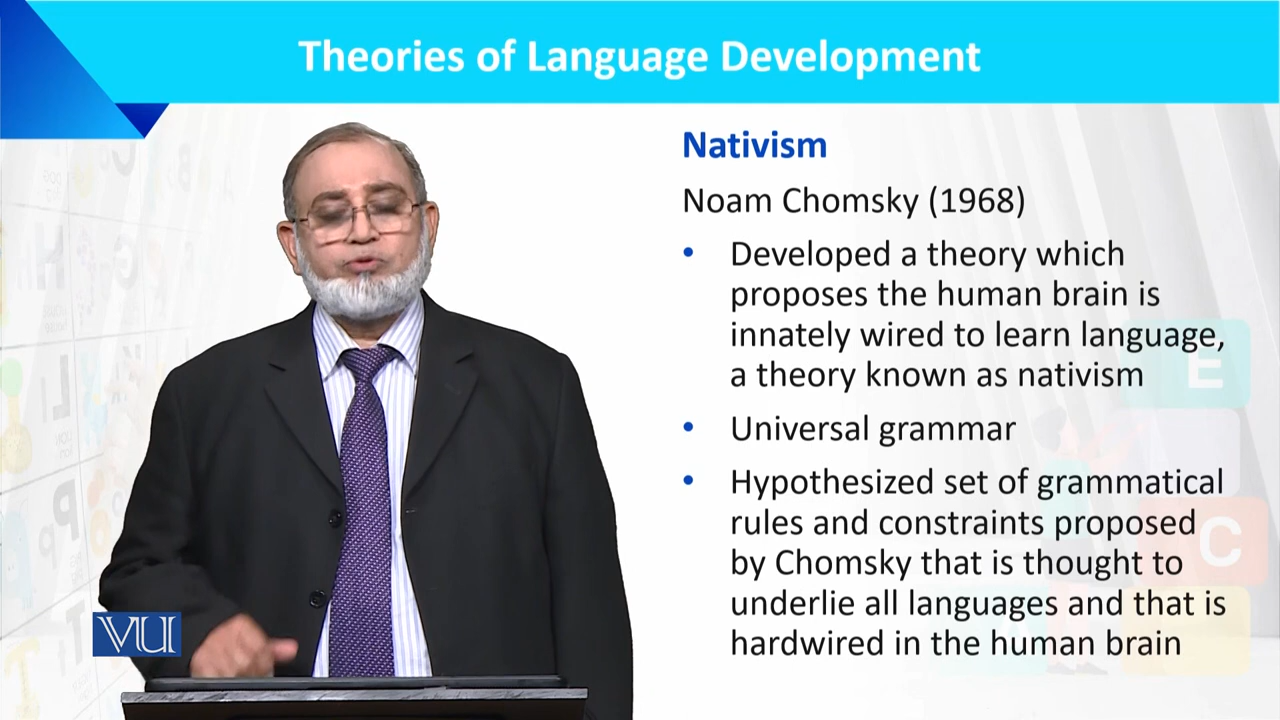 Theories of Language Development
Nativism
Noam Chomsky (1968)
• Developed a theory which
proposes the human brain is
innately wired to learn language,
a theory known as nativism
• Universal grammar
• Hypothesized set of grammatical
rules and constraints proposed
by Chomsky that is thought to
underlie all languages and that is
hardwired in the human brain
VU
E
C